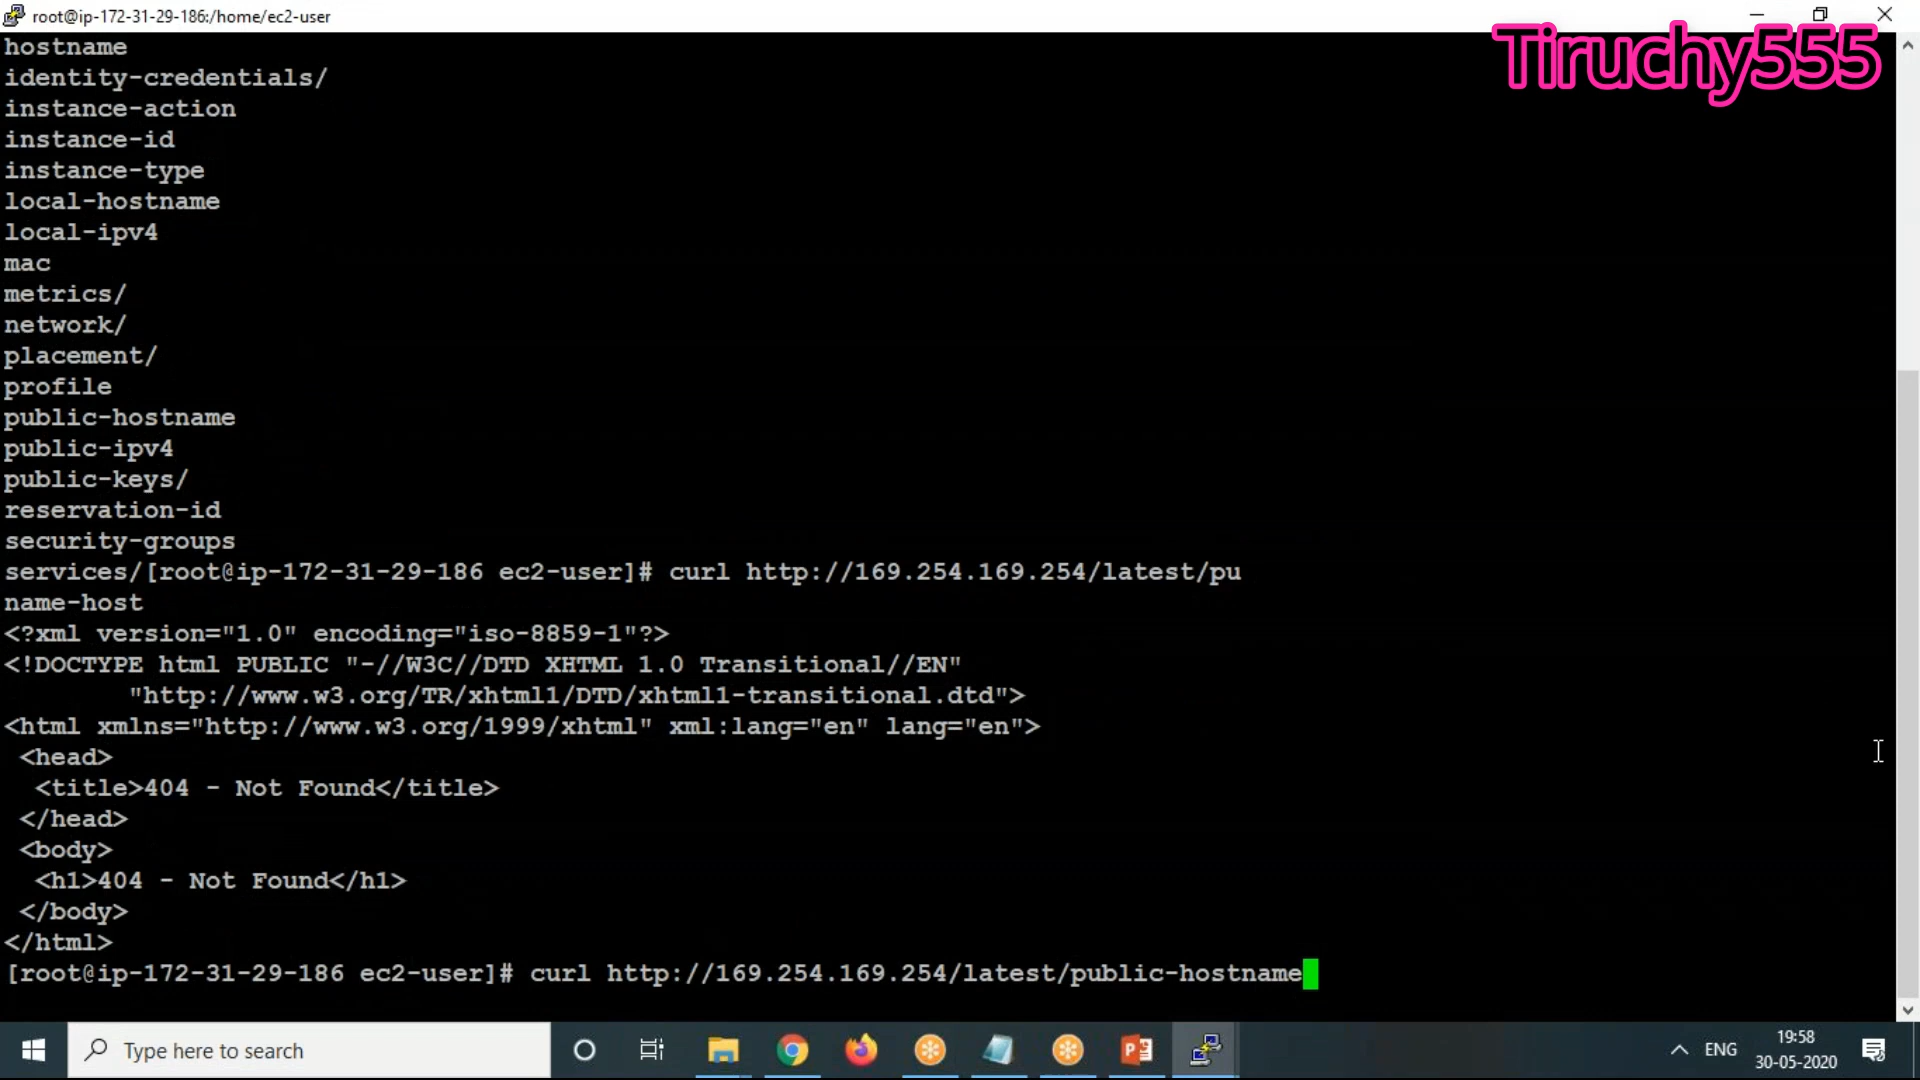 root@ip-172-31-29-186:/home/ec2-user
Tiruchy555
hostname
identity-credentials/
instance-action
instance-id
instance-type
local-hostname
local-ipv4
mac
metrics/
network/
placement/
profile
public-hostname
public-ipv4
public-keys/
reservation-id
security-groups
services/[root@ip-172-31-29-186 ec2-user]# curl http://169.254.169.254/latest/pu
name-host
<?xml version="1.0" encoding="iso-8859-1"?>
<!DOCTYPE html PUBLIC "-//W3C//DTD XHTML 1.0 Transitional//EN"
        "http://www.w3.org/TR/xhtml1/DTD/xhtml1-transitional.dtd">
<html xmlns="http://www.w3.org/1999/xhtml" xml:lang="en" lang="en">
 <head>
  <title>404 - Not Found</title>
 </head>
 <body>
  <h1>404 - Not Found</h1>
 </body>
</html>
[root@ip-172-31-29-186 ec2-user]# curl http://169.254.169.254/latest/public-hostname
Type here to search
ENG
19:58
30-05-2020